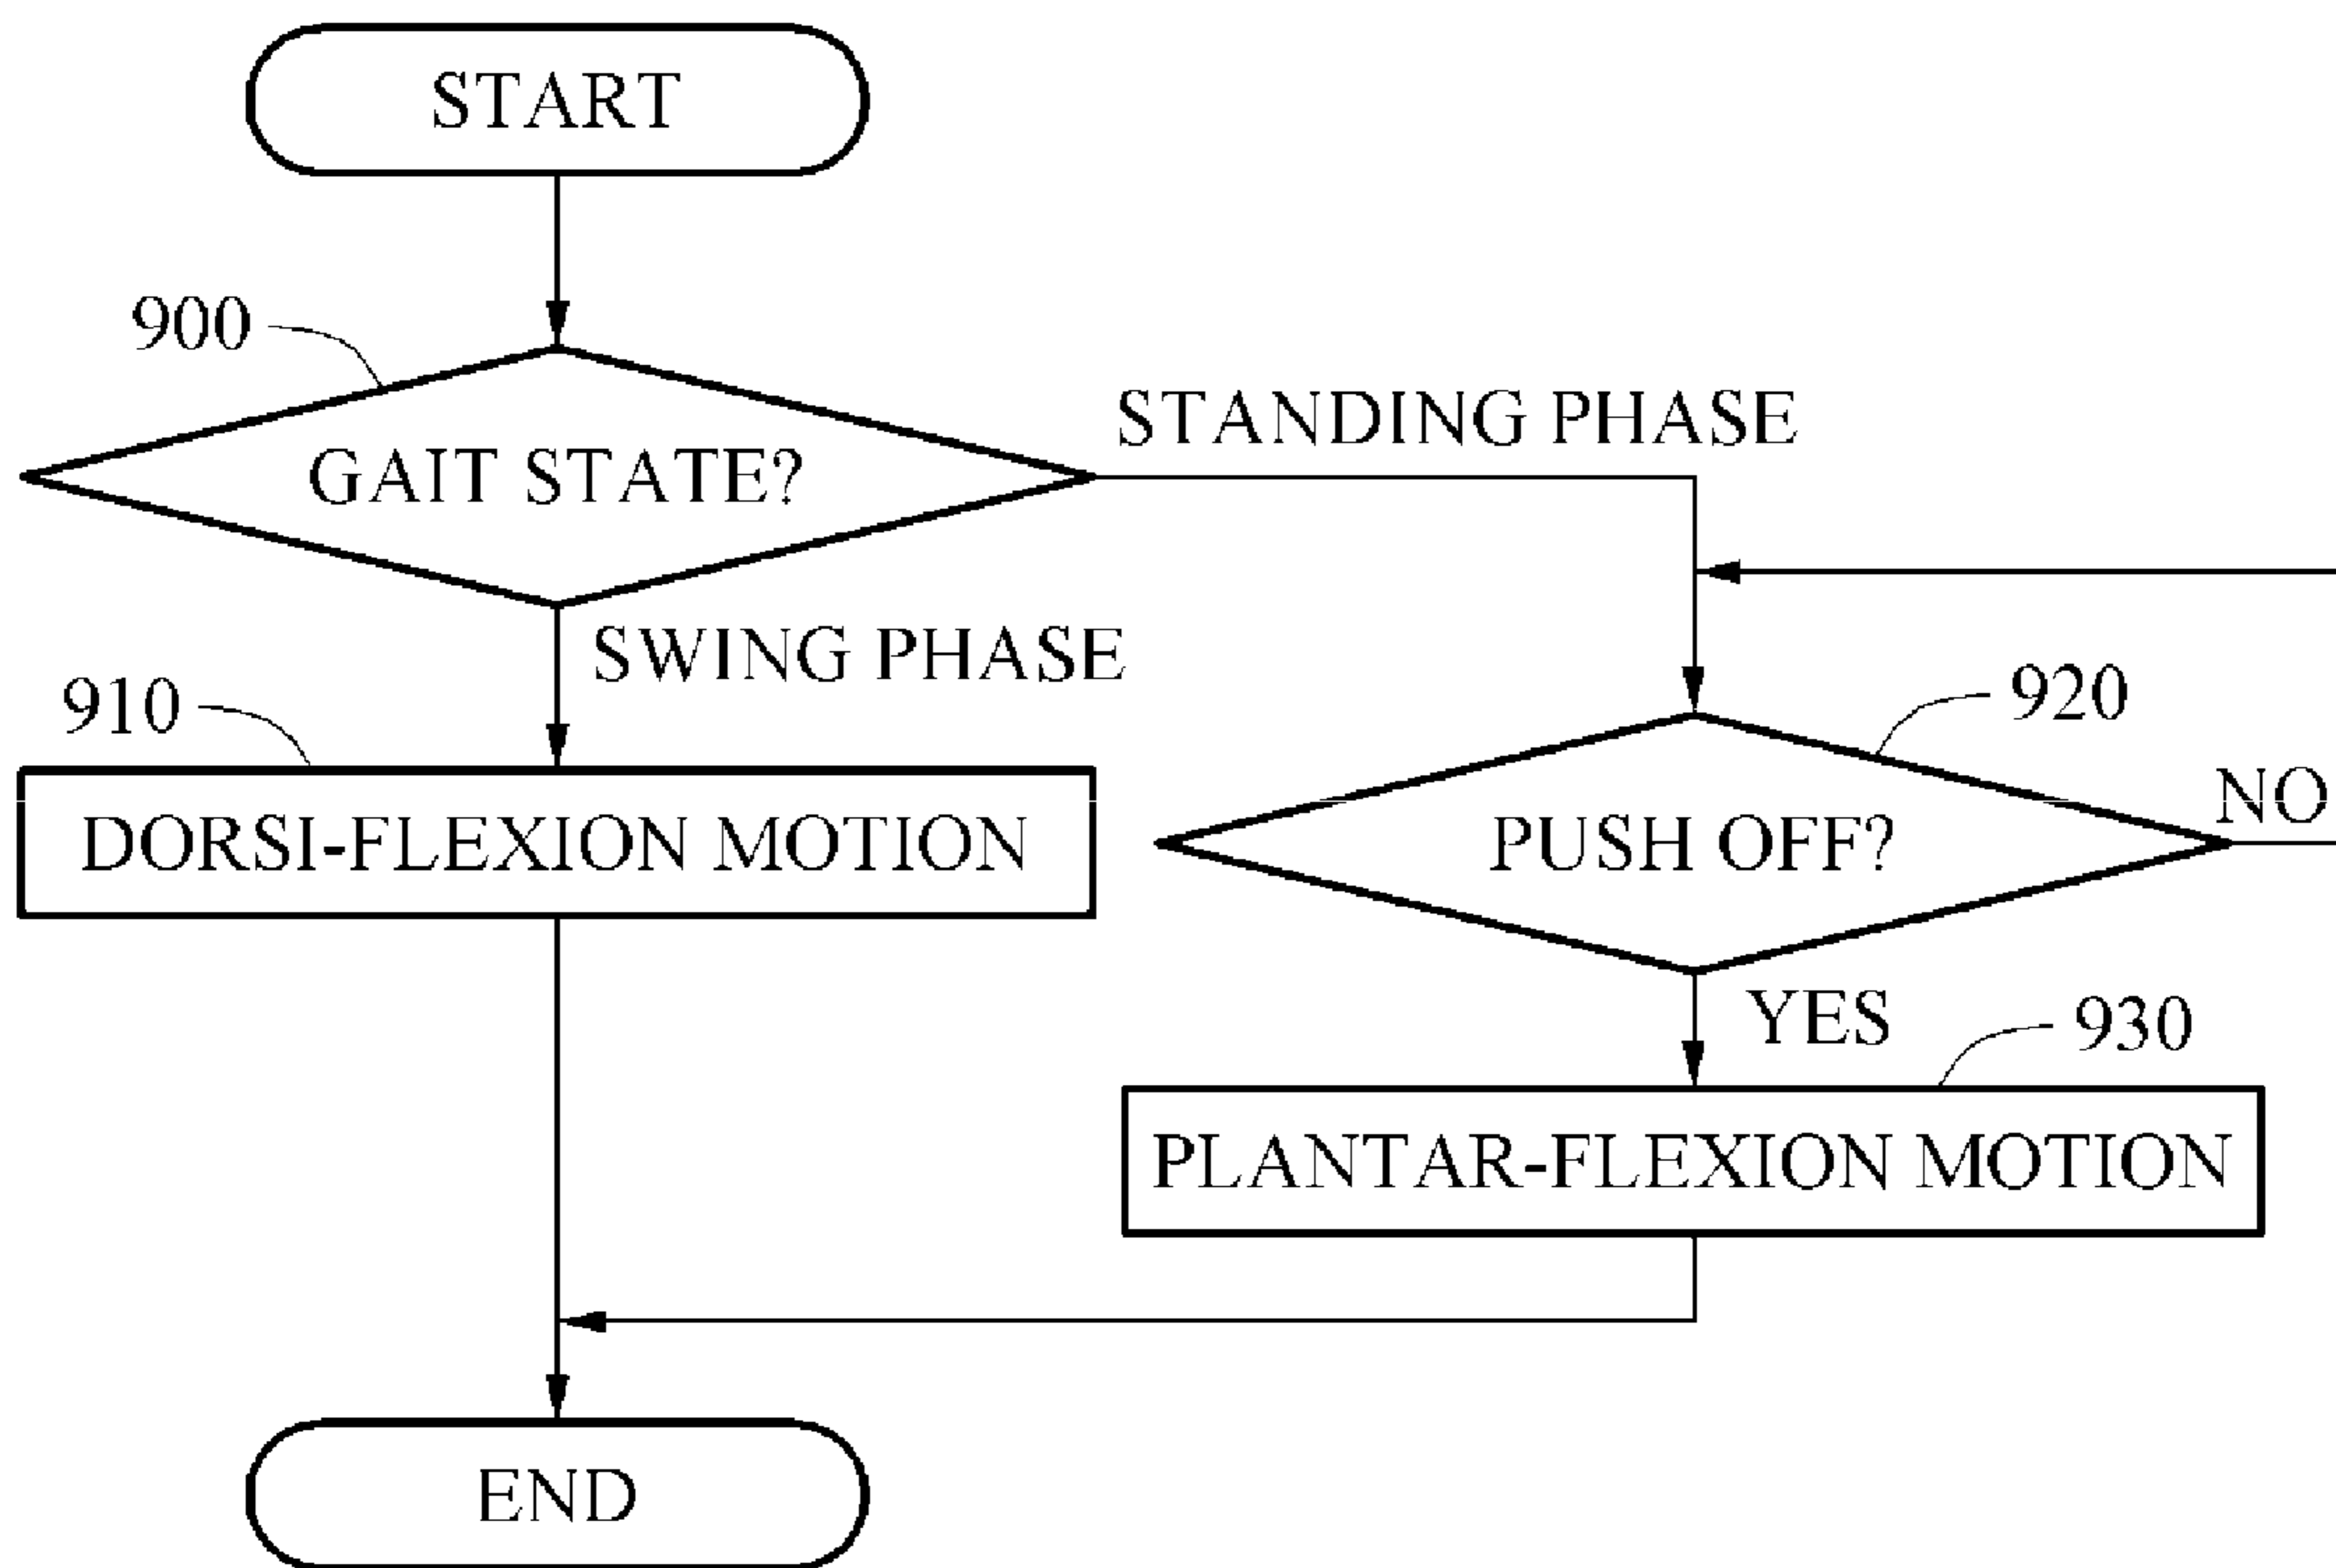 START
900
GAIT STATE?
STANDING PHASE
SWING PHASE
910
DORSI-FLEXION MOTION
920
PUSH OFF?
NO
YES
930
PLANTAR-FLEXION MOTION
END